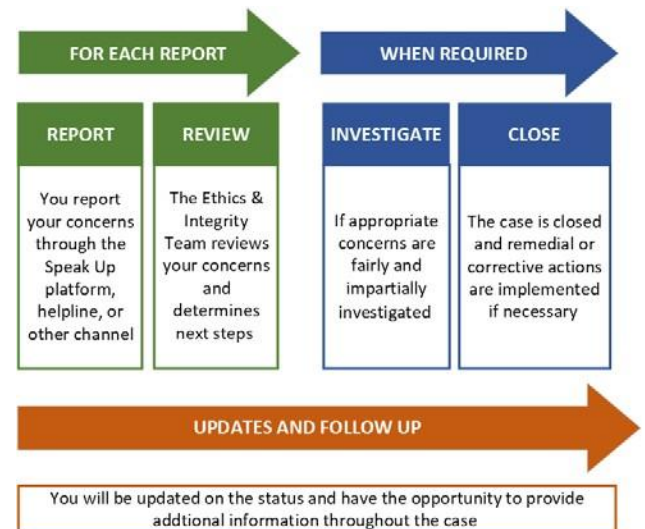 FOR EACH REPORT
WHEN REQUIRED
REPORT
You report
your concerns
through the
Speak Up
platform,
helpline, or
other channel
REVIEW
The Ethics &
Integrity
Team reviews
your concerns
and
determines
next steps
INVESTIGATE
If appropriate
concerns are
fairly and
impartially
investigated
CLOSE
The case is closed
and remedial or
corrective actions
are implemented
if necessary
UPDATES AND FOLLOW UP
You will be updated on the status and have the opportunity to provide
addtional information throughout the case